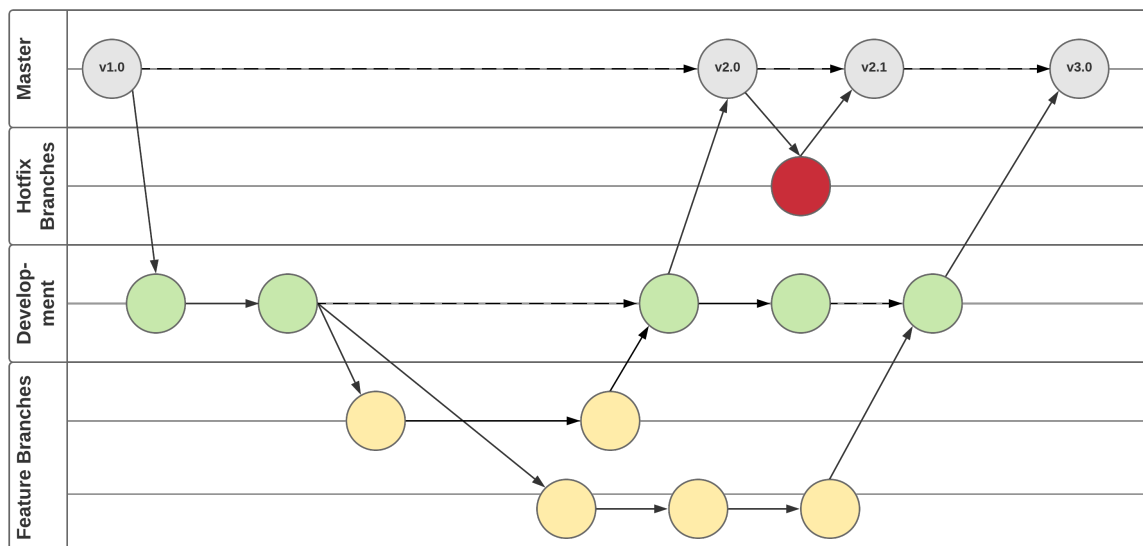 Master
v1.0
v2.0
v2.1
v3.0
Hotfix
Branches
Develop-
ment
Feature Branches